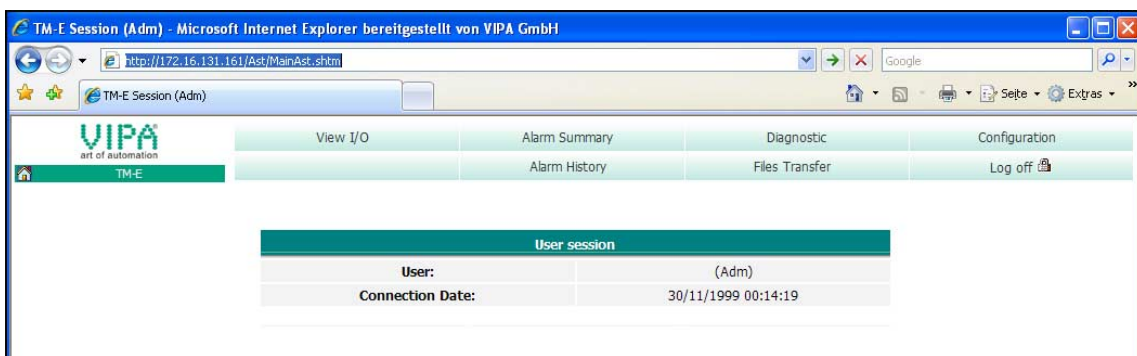 TM-E Session (Adm) - Microsoft Internet Explorer bereitgestellt von VIPA GmbH
http://172.16.131.161/Ast/MainAst.shtm
Google
TM-E Session (Adm)
Seite
Extras
VIPA
art of automation
TM-E
View I/O Alarm Summary Diagnostic Configuration
Alarm History Files Transfer Log off
User session
User: (Adm)
Connection Date: 30/11/1999 00:14:19